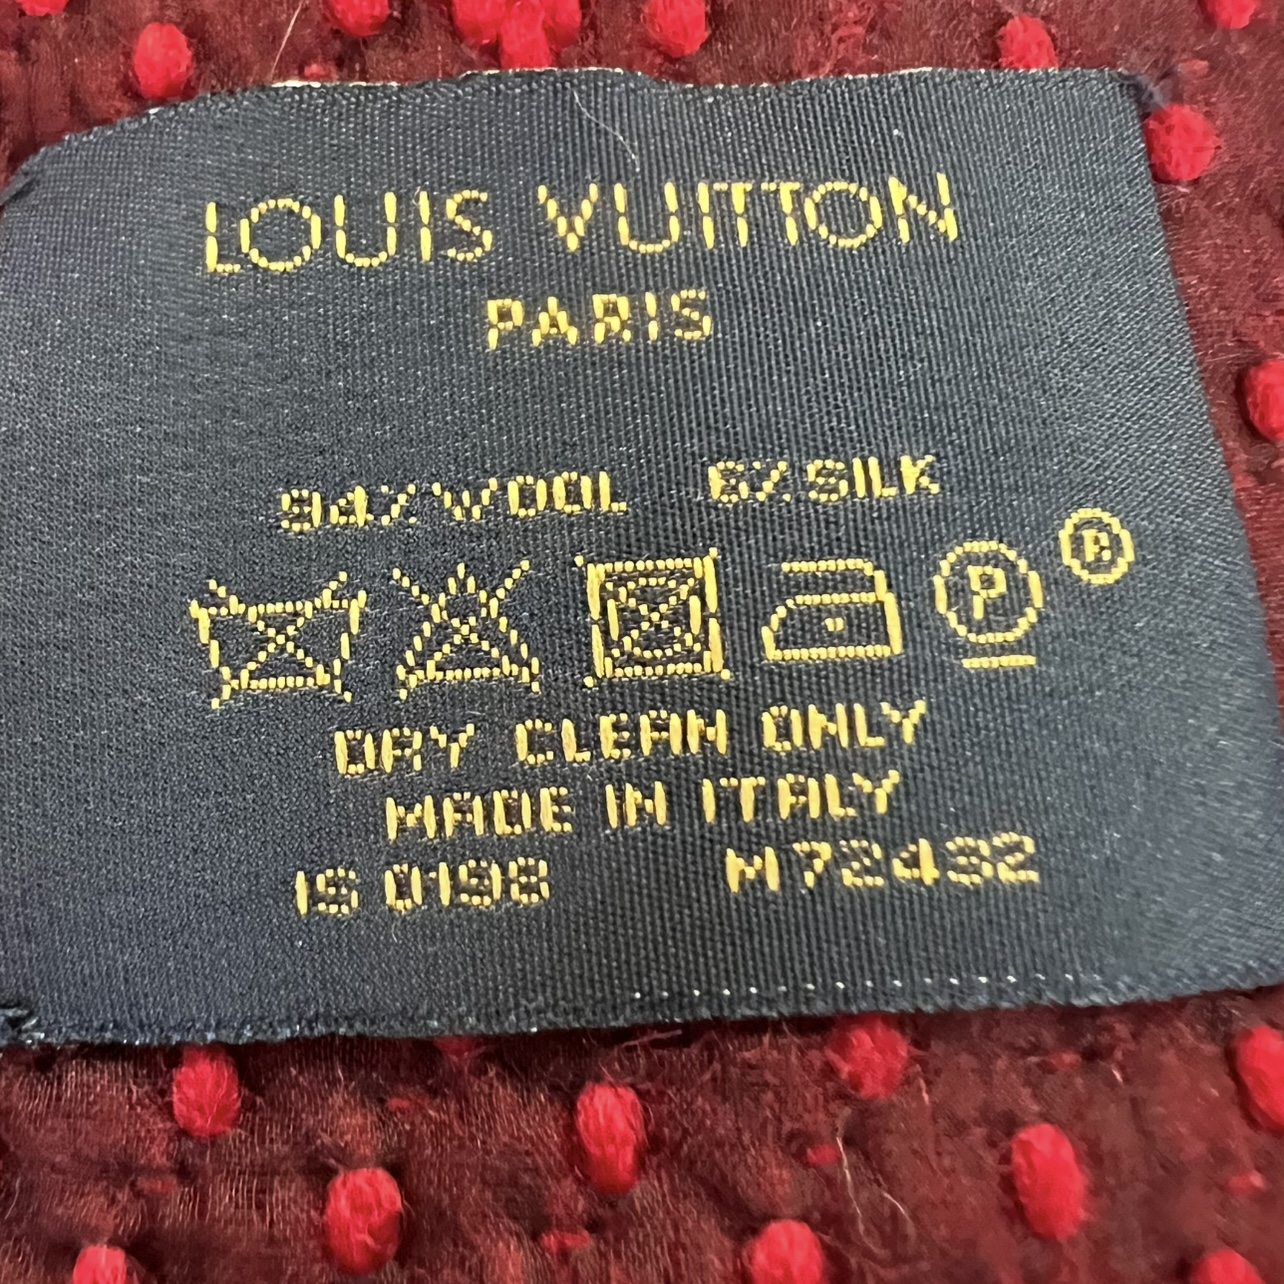 LOUIS VUITTON
PARIS
94% WOOL 6% SILK
P ®
DRY CLEAN ONLY
MADE IN ITALY
IS 0198 M72432